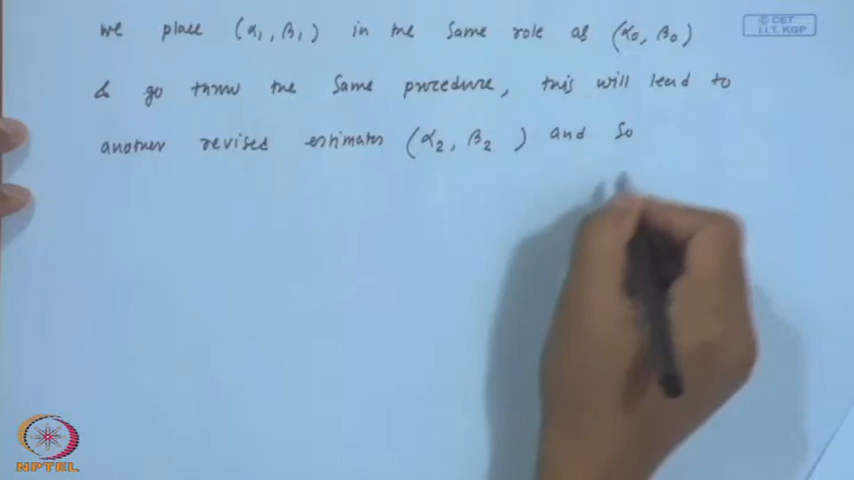 we place (α₁, β₁) in the same role as (α₀, β₀)
© CET
I.I.T. KGP
& go thru the same procedure, this will lead to
another revised estimates (α₂, β₂) and so
NPTEL